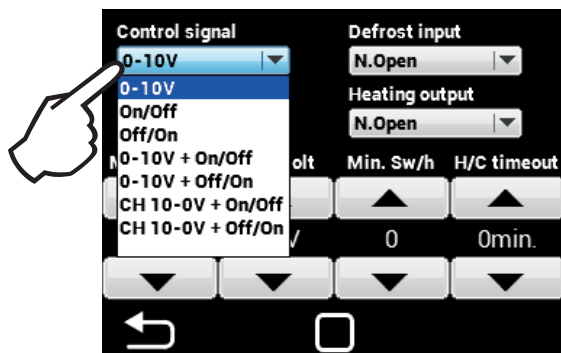 Control signal
Defrost input
0-10V
N.Open
0-10V
Heating output
On/Off
N.Open
Off/On
0-10V + On/Off
olt
Min. Sw/h
H/C timeout
0-10V + Off/On
CH 10-0V + On/Off
CH 10-0V + Off/On
0
0min.